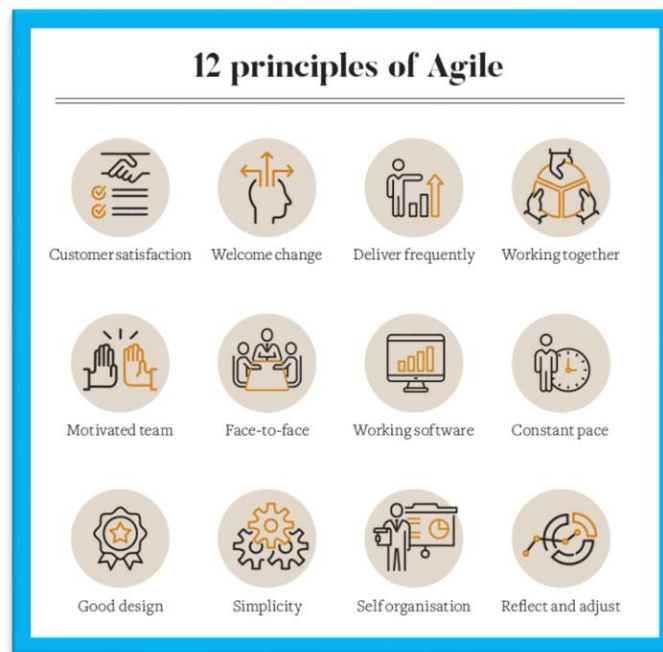 12 principles of Agile
Customer satisfaction Welcome change Deliver frequently Working together
Motivated team Face-to-face Working software Constant pace
Good design Simplicity Self organisation Reflect and adjust